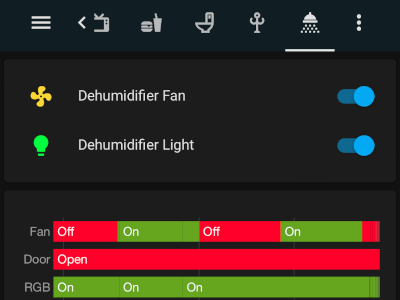 Dehumidifier Fan
Dehumidifier Light
Fan Off On Off On
Door Open
RGB On On On